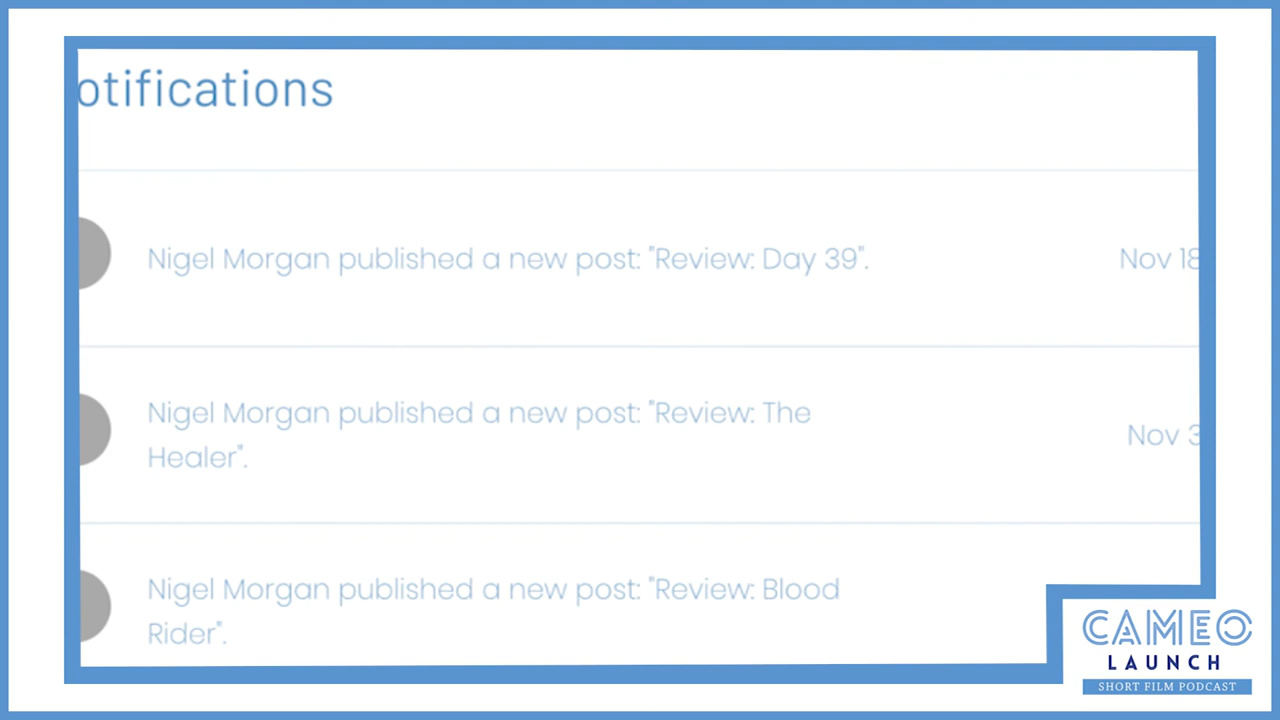 otifications
Nigel Morgan published a new post: "Review: Day 39".
Nov 18
Nigel Morgan published a new post: "Review: The
Healer".
Nov 3
Nigel Morgan published a new post: "Review: Blood
Rider".
CAMEO
LAUNCH
SHORT FILM PODCAST